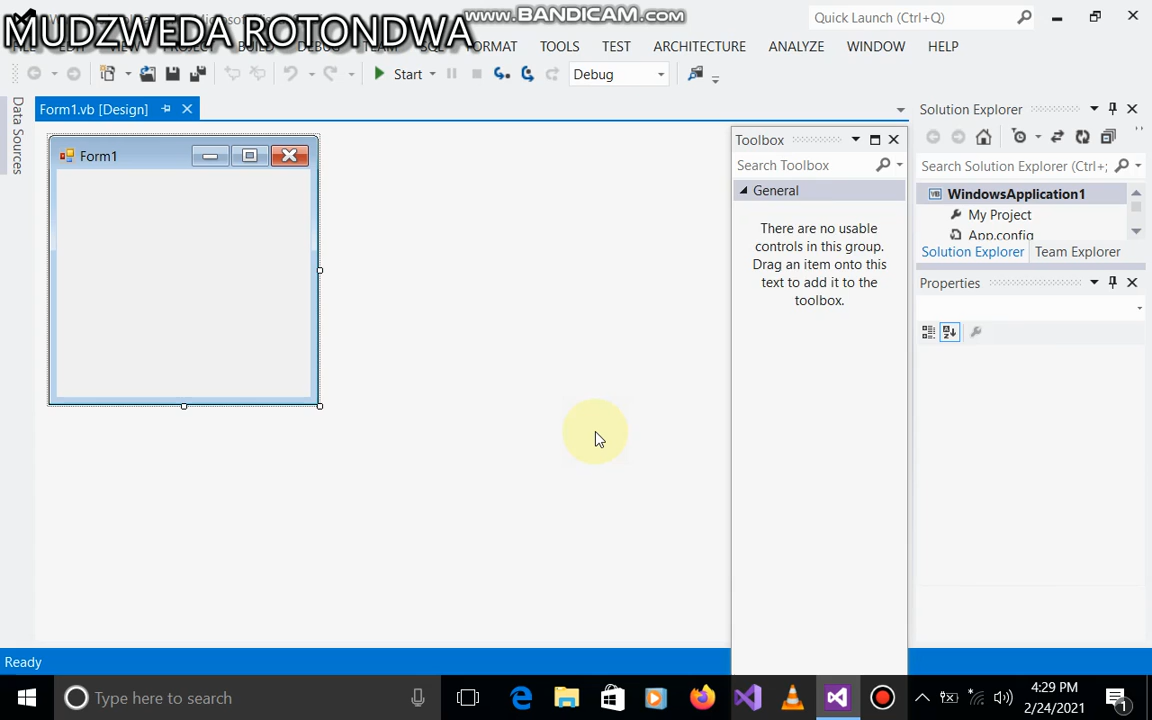 MUDZWEDA ROTONDWA
www.BANDICAM.com
Quick Launch (Ctrl+Q)
FORMAT TOOLS TEST ARCHITECTURE ANALYZE WINDOW HELP
Start Debug
Form1.vb [Design]
Data Sources
Form1
Toolbox
Search Toolbox
General
There are no usable
controls in this group.
Drag an item onto this
text to add it to the
toolbox.
Solution Explorer
Search Solution Explorer (Ctrl+;
WindowsApplication1
My Project
App.config
Solution Explorer Team Explorer
Properties
Ready
Type here to search
4:29 PM
2/24/2021
1